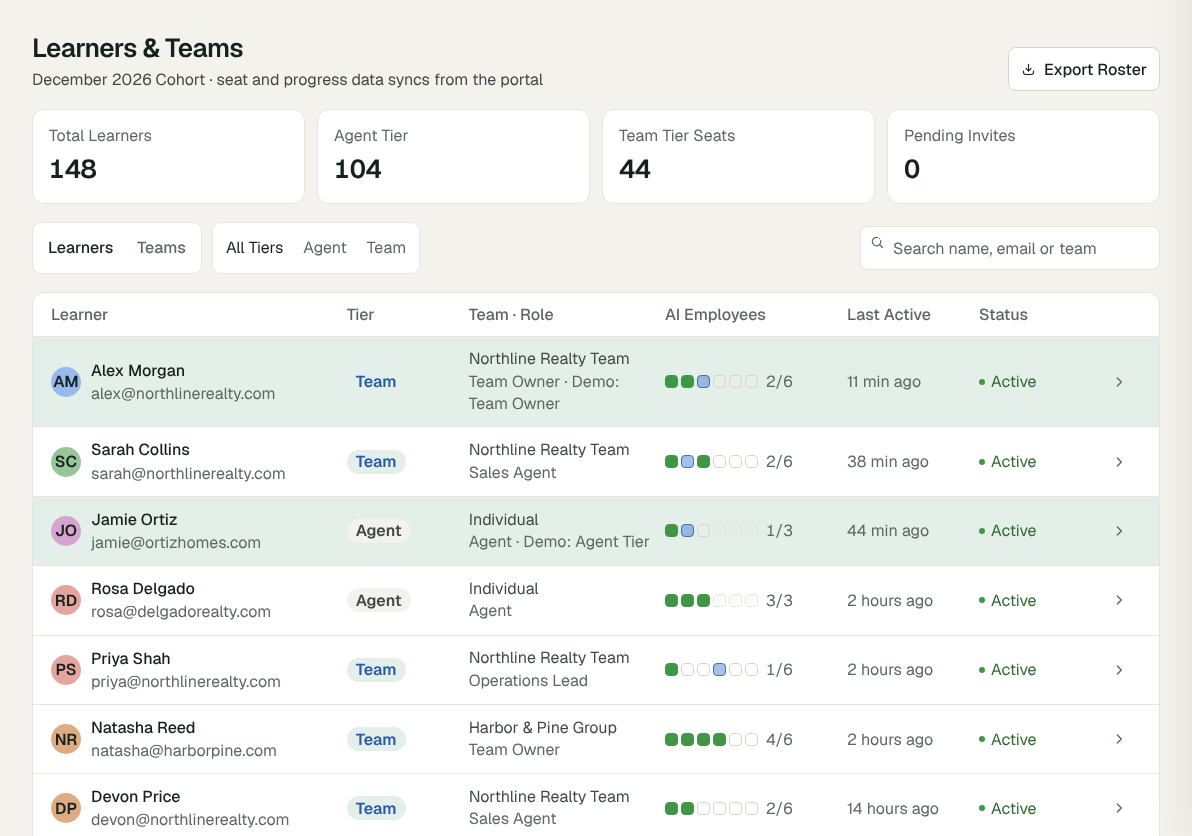 Learners & Teams
December 2026 Cohort · seat and progress data syncs from the portal
Export Roster
Total Learners
148
Agent Tier
104
Team Tier Seats
44
Pending Invites
0
Learners Teams
All Tiers Agent Team
Search name, email or team
Learner Tier Team · Role AI Employees Last Active Status
AM
Alex Morgan
alex@northlinerealty.com
Team
Northline Realty Team
Team Owner · Demo:
Team Owner
2/6
11 min ago
Active
SC
Sarah Collins
sarah@northlinerealty.com
Team
Northline Realty Team
Sales Agent
2/6
38 min ago
Active
JO
Jamie Ortiz
jamie@ortizhomes.com
Agent
Individual
Agent · Demo: Agent Tier
1/3
44 min ago
Active
RD
Rosa Delgado
rosa@delgadorealty.com
Agent
Individual
Agent
3/3
2 hours ago
Active
PS
Priya Shah
priya@northlinerealty.com
Team
Northline Realty Team
Operations Lead
1/6
2 hours ago
Active
NR
Natasha Reed
natasha@harborpine.com
Team
Harbor & Pine Group
Team Owner
4/6
2 hours ago
Active
DP
Devon Price
devon@northlinerealty.com
Team
Northline Realty Team
Sales Agent
2/6
14 hours ago
Active